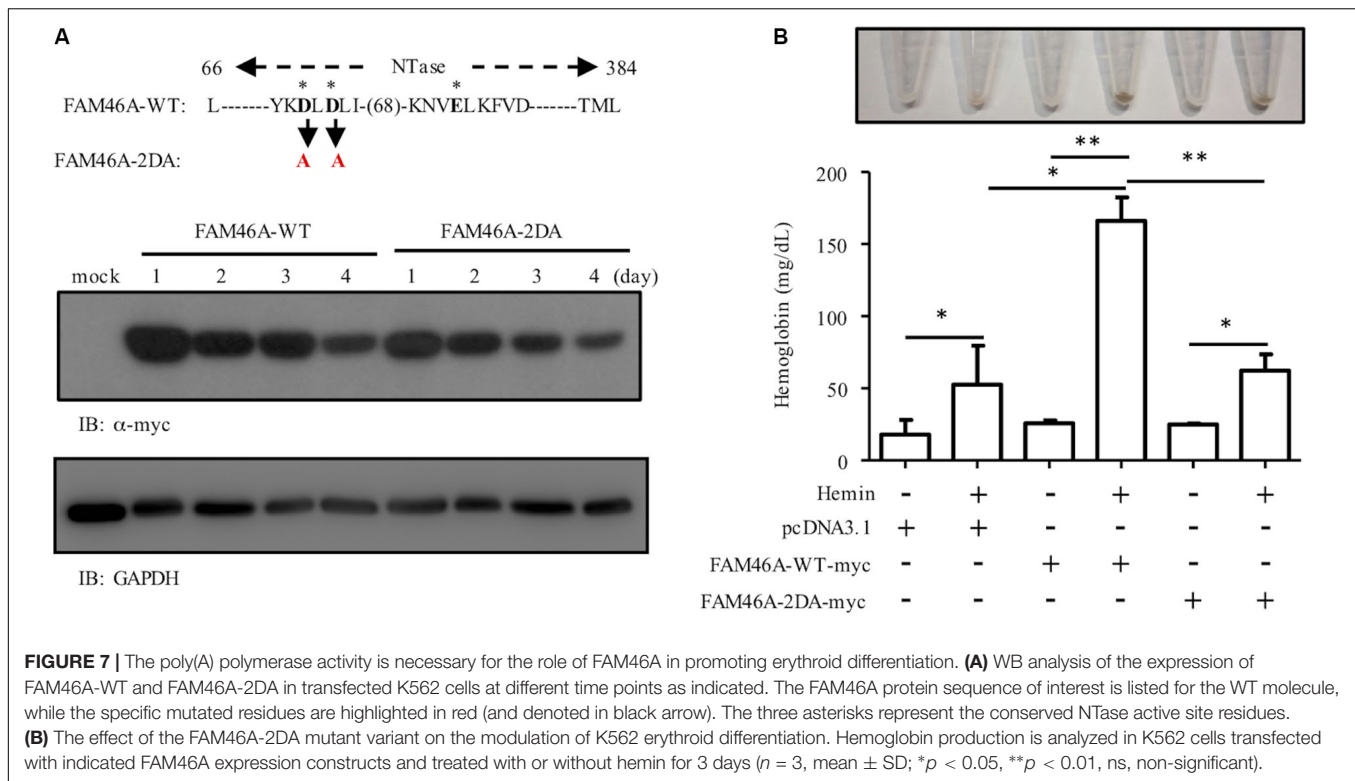 A
66 NTase 384
* * *
FAM46A-WT: L-------YKDLDLI-(68)-KNVELKFVD-------TML
FAM46A-2DA: A A
FAM46A-WT FAM46A-2DA
mock 1 2 3 4 1 2 3 4 (day)
IB: α-myc
IB: GAPDH
B
**
* **
* *
Hemoglobin (mg/dL)
200
150
100
50
0
Hemin - + - + - +
pcDNA3.1 + + - - - -
FAM46A-WT-myc - - + + - -
FAM46A-2DA-myc - - - - + +
FIGURE 7 | The poly(A) polymerase activity is necessary for the role of FAM46A in promoting erythroid differentiation. (A) WB analysis of the expression of
FAM46A-WT and FAM46A-2DA in transfected K562 cells at different time points as indicated. The FAM46A protein sequence of interest is listed for the WT molecule,
while the specific mutated residues are highlighted in red (and denoted in black arrow). The three asterisks represent the conserved NTase active site residues.
(B) The effect of the FAM46A-2DA mutant variant on the modulation of K562 erythroid differentiation. Hemoglobin production is analyzed in K562 cells transfected
with indicated FAM46A expression constructs and treated with or without hemin for 3 days (n = 3, mean ± SD; *p < 0.05, **p < 0.01, ns, non-significant).